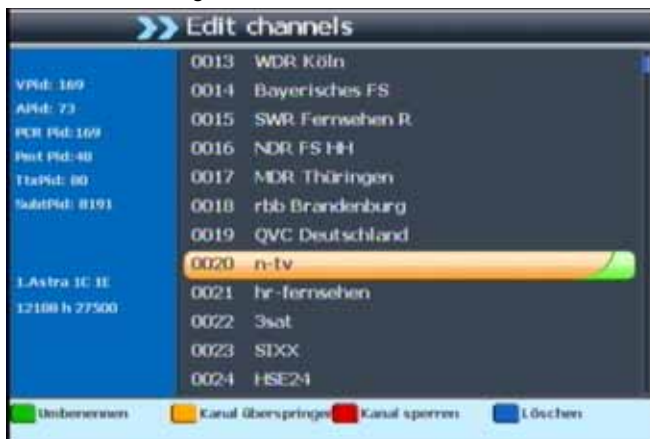 Edit channels
VPid: 169
APid: 73
PCR Pid:169
Pmt Pid:40
TtxPid: 80
SubtPid: 8191
1.Astra 1C 1E
12188 h 27500
0013 WDR Köln
0014 Bayerisches FS
0015 SWR Fernsehen R
0016 NDR FS HH
0017 MDR Thüringen
0018 rbb Brandenburg
0019 QVC Deutschland
0020 n-tv
0021 hr-fernsehen
0022 3sat
0023 SIXX
0024 HSE24
Umbenennen
Kanal überspringe
Kanal sperren
Löschen